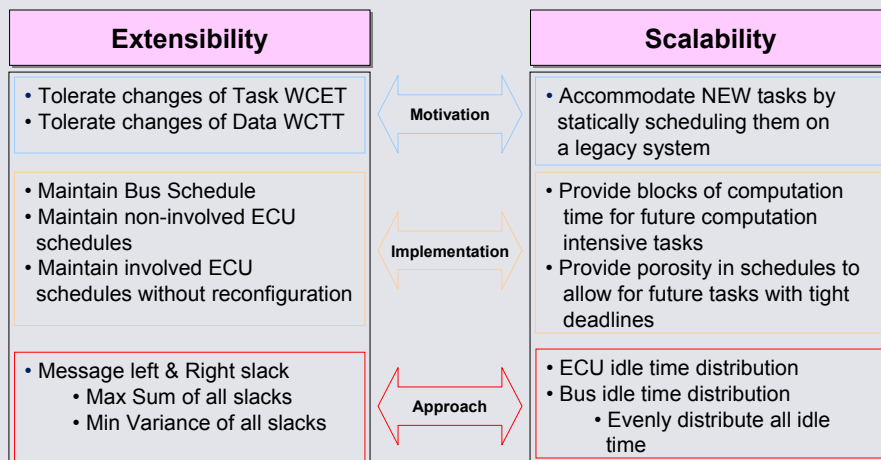 Extensibility
Scalability
• Tolerate changes of Task WCET
• Tolerate changes of Data WCTT
Motivation
• Accommodate NEW tasks by
statically scheduling them on
a legacy system
• Maintain Bus Schedule
• Maintain non-involved ECU
schedules
• Maintain involved ECU
schedules without reconfiguration
Implementation
• Provide blocks of computation
time for future computation
intensive tasks
• Provide porosity in schedules to
allow for future tasks with tight
deadlines
• Message left & Right slack
• Max Sum of all slacks
• Min Variance of all slacks
Approach
• ECU idle time distribution
• Bus idle time distribution
• Evenly distribute all idle
time